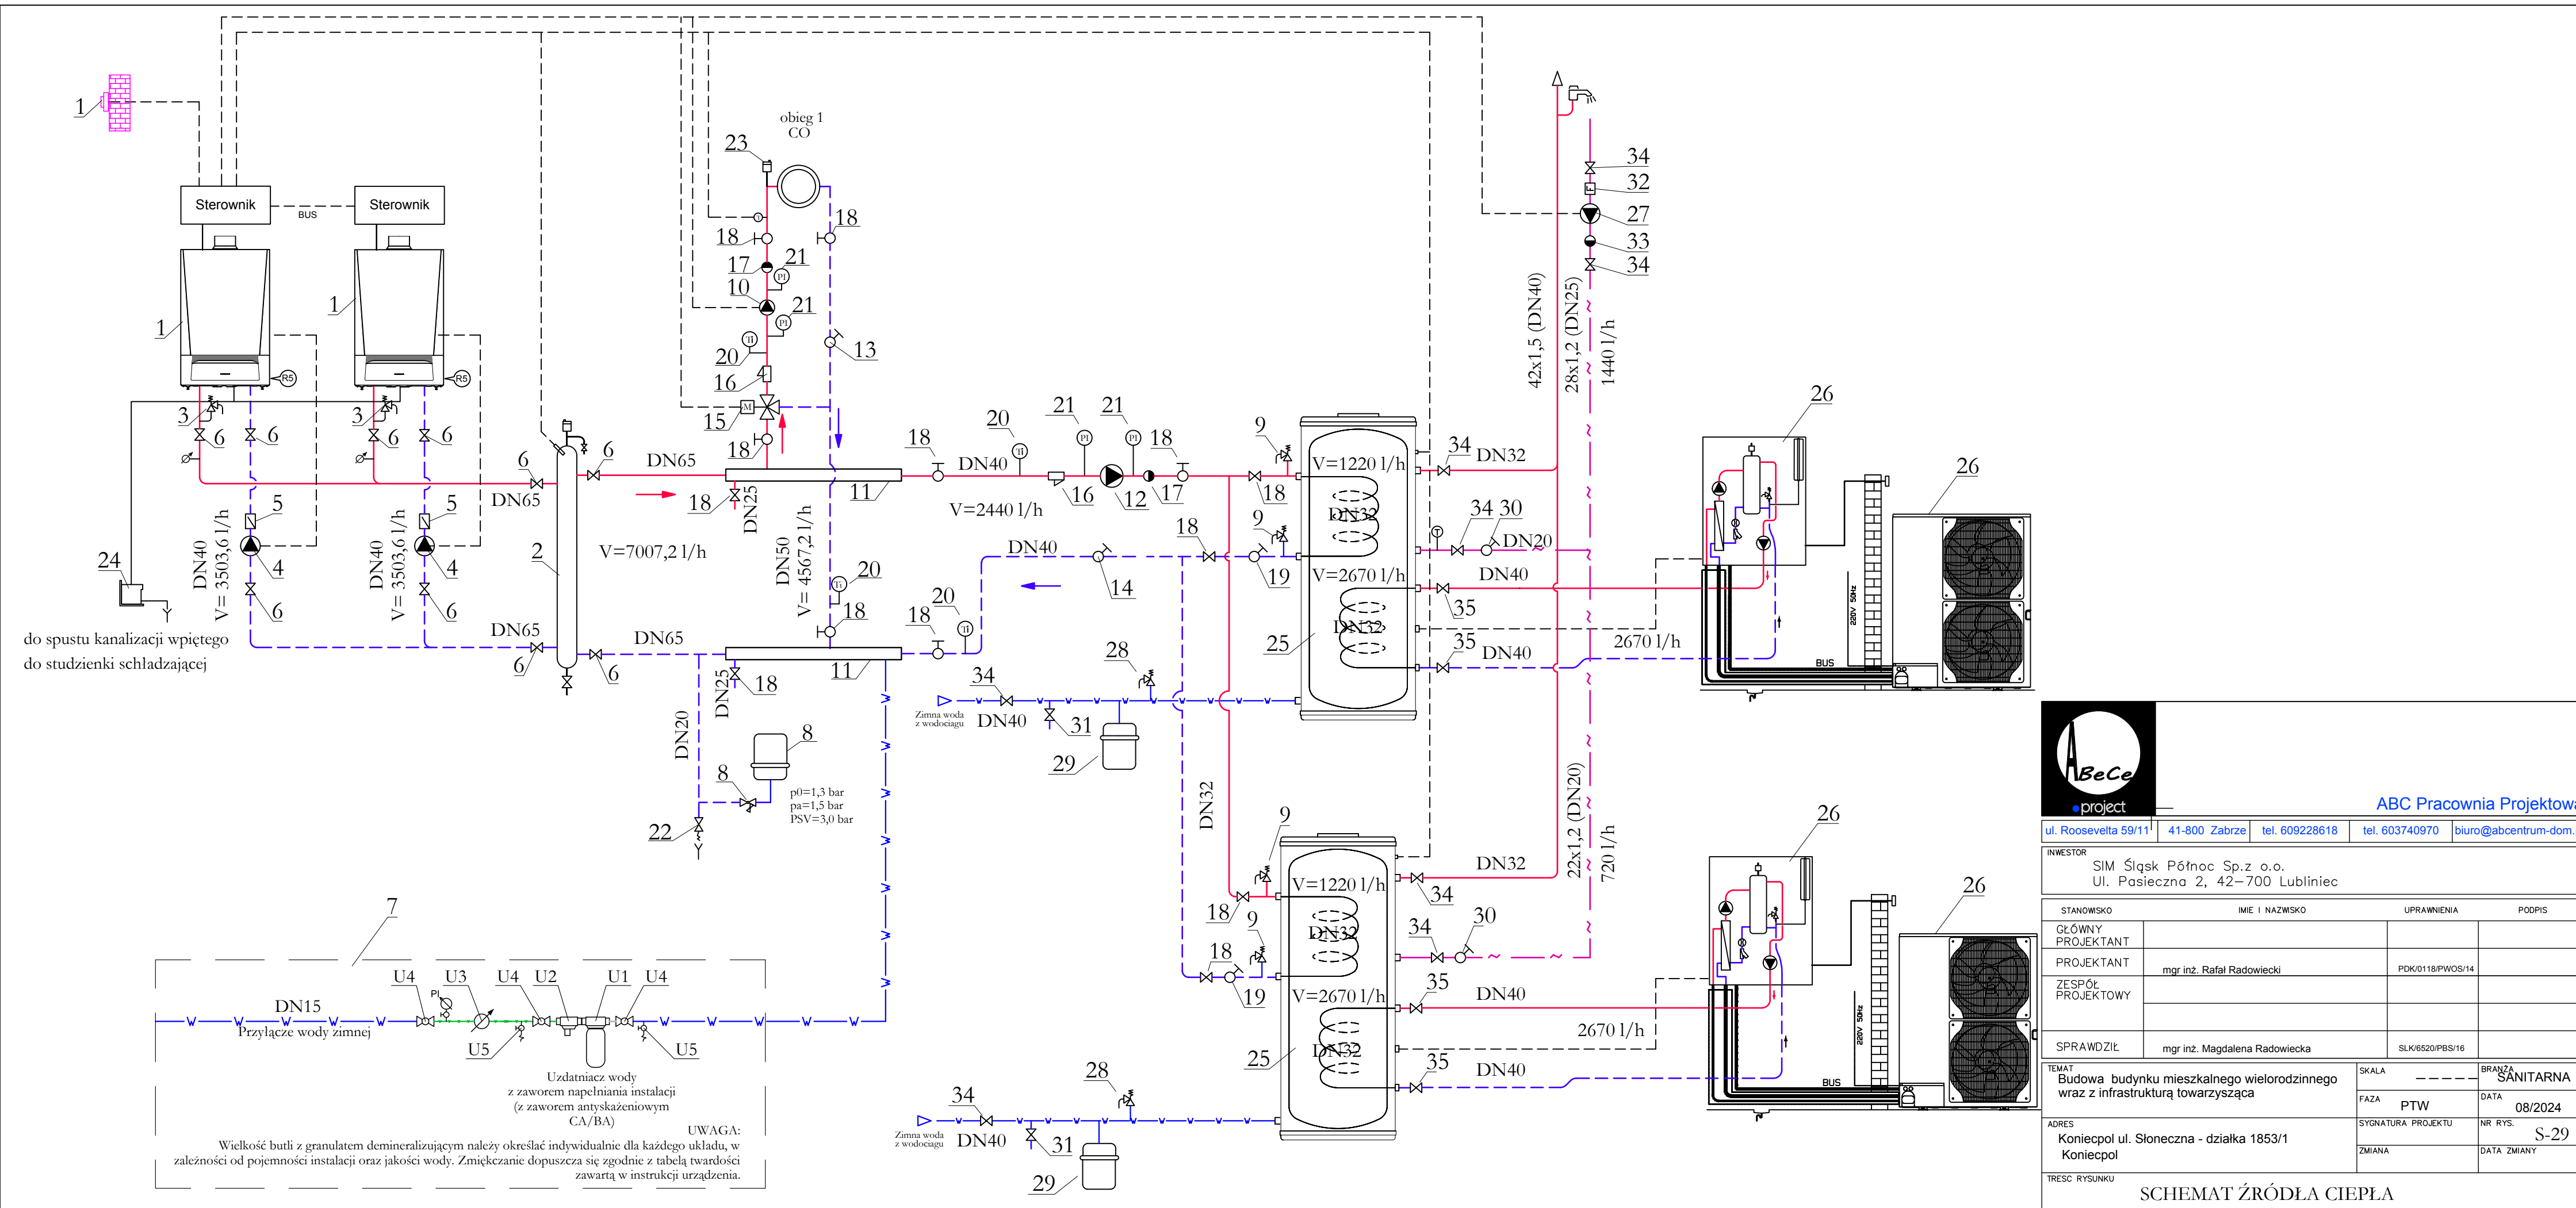 obieg 1
CO
1
Sterownik
BUS
Sterownik
23
18
18
17
21
PI
10
21
PI
20
Ti
13
16
M
15
18
T
1
1
R5
R5
3
3
6
6
6
6
5
5
DN40
V= 3503,6 l/h
DN40
V= 3503,6 l/h
4
4
6
6
24
do spustu kanalizacji wpiętego
do studzienki schładzającej
6
6
DN65
DN65
2
V=7007,2 l/h
DN65
6
6
DN65
18
DN25
11
DN50
V= 4567,2 l/h
20
Ti
18
11
18
DN25
DN20
8
8
p0=1,3 bar
pa=1,5 bar
PSV=3,0 bar
22
18
DN40
20
Ti
21
PI
21
PI
18
16
12
17
V=2440 l/h
DN40
14
18
20
Ti
9
18
9
18
19
V=1220 l/h
DN32
V=2670 l/h
DN32
25
34
Zimna woda
z wodociągu
DN40
31
28
29
DN32
34
DN32
34
30
DN20
35
DN40
35
DN40
2670 l/h
34
32
F
27
33
34
42x1,5 (DN40)
28x1,2 (DN25)
1440 l/h
22x1,2 (DN20)
720 l/h
26
26
220V 50Hz
BUS
9
18
9
18
19
V=1220 l/h
DN32
V=2670 l/h
DN32
25
DN32
34
34
30
35
DN40
35
DN40
2670 l/h
34
Zimna woda
z wodociągu
DN40
31
28
29
26
26
220V 50Hz
BUS
7
U4
U3
U4
U2
U1
U4
PI
DN15
Przyłącze wody zimnej
U5
U5
Uzdatniacz wody
z zaworem napełniania instalacji
(z zaworem antyskażeniowym
CA/BA)
UWAGA:
Wielkość butli z granulatem demineralizującym należy określać indywidualnie dla każdego układu, w
zależności od pojemności instalacji oraz jakości wody. Zmiękczanie dopuszcza się zgodnie z tabelą twardości
zawartą w instrukcji urządzenia.
ABeCe
project
ABC Pracownia Projektowa
ul. Roosevelta 59/11 41-800 Zabrze tel. 609228618 tel. 603740970 biuro@abcentrum-dom.
INWESTOR
SIM Śląsk Północ Sp.z o.o.
Ul. Pasieczna 2, 42-700 Lubliniec
STANOWISKO IMIE I NAZWISKO UPRAWNIENIA PODPIS
GŁÓWNY
PROJEKTANT
PROJEKTANT mgr inż. Rafał Radowiecki PDK/0118/PWOS/14
ZESPÓŁ
PROJEKTOWY
SPRAWDZIŁ mgr inż. Magdalena Radowiecka SLK/6520/PBS/16
TEMAT
Budowa budynku mieszkalnego wielorodzinnego
wraz z infrastrukturą towarzysząca
SKALA
BRANŻA
SANITARNA
FAZA
PTW
DATA
08/2024
ADRES
Koniecpol ul. Słoneczna - działka 1853/1
Koniecpol
SYGNATURA PROJEKTU
NR RYS.
S-29
ZMIANA
DATA ZMIANY
TRESC RYSUNKU
SCHEMAT ŹRÓDŁA CIEPŁA